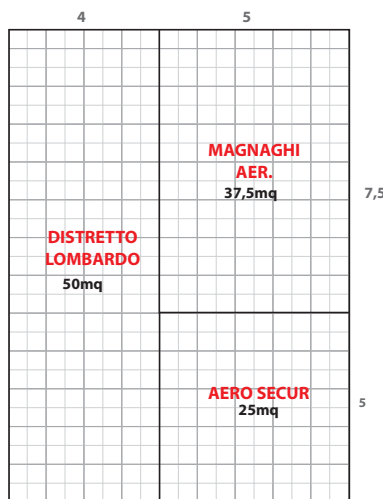 4
5
MAGNAGHI
AER.
37,5mq
7,5
DISTRETTO
LOMBARDO
50mq
AERO SECUR
25mq
5